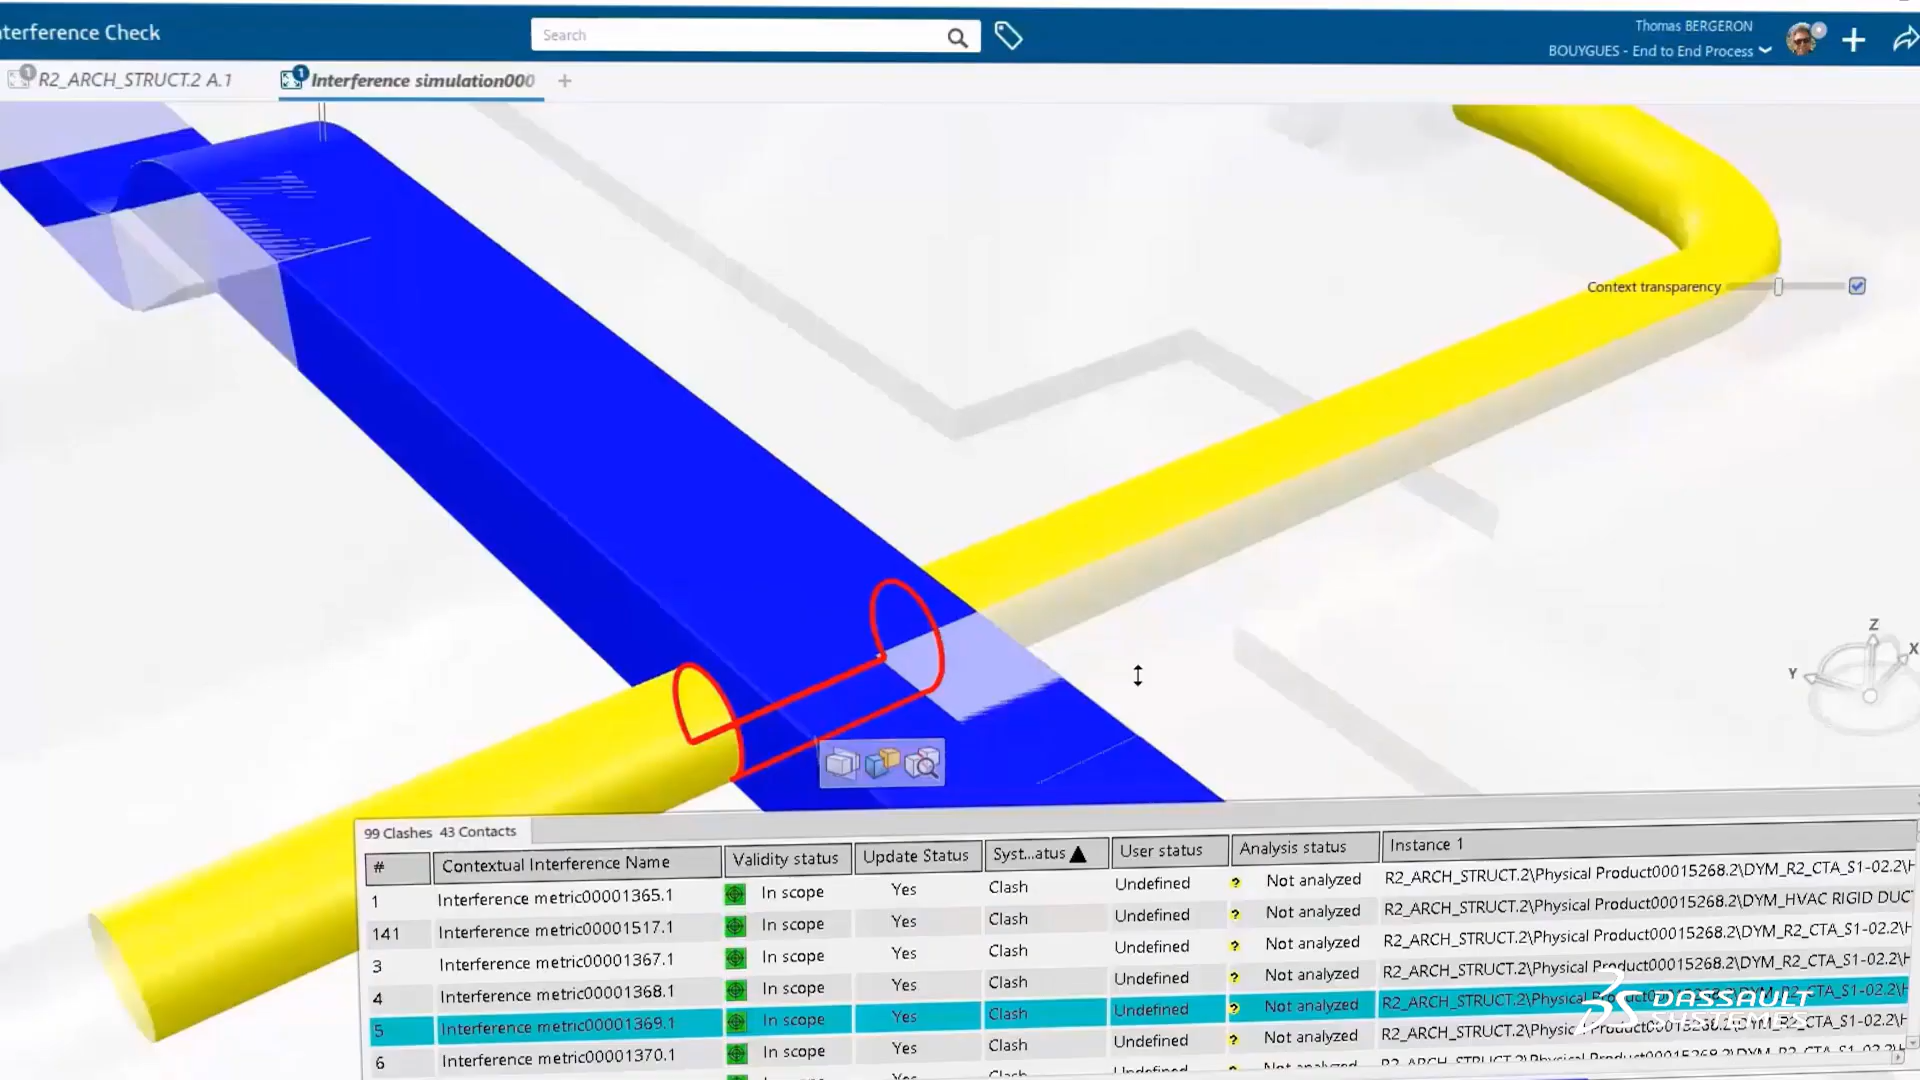 nterference Check
Search
Thomas BERGERON
BOUYGUES - End to End Process
1 R2_ARCH_STRUCT.2 A.1
1 Interference simulation000
Context transparency
Z
X
Y
99 Clashes 43 Contacts
# Contextual Interference Name Validity status Update Status Syst...atus User status Analysis status Instance 1
1 Interference metric00001365.1 In scope Yes Clash Undefined ? Not analyzed R2_ARCH_STRUCT.2\Physical Product00015268.2\DYM_R2_CTA_S1-02.2\H
141 Interference metric00001517.1 In scope Yes Clash Undefined ? Not analyzed R2_ARCH_STRUCT.2\Physical Product00015268.2\DYM_HVAC RIGID DUC
3 Interference metric00001367.1 In scope Yes Clash Undefined ? Not analyzed R2_ARCH_STRUCT.2\Physical Product00015268.2\DYM_R2_CTA_S1-02.2\H
4 Interference metric00001368.1 In scope Yes Clash Undefined ? Not analyzed R2_ARCH_STRUCT.2\Physical Product00015268.2\DYM_R2_CTA_S1-02.2\H
5 Interference metric00001369.1 In scope Yes Clash Undefined ? Not analyzed R2_ARCH_STRUCT.2\Physical
6 Interference metric00001370.1 In scope Yes Clash Undefined ? Not analyzed
DASSAULT
SYSTEMES